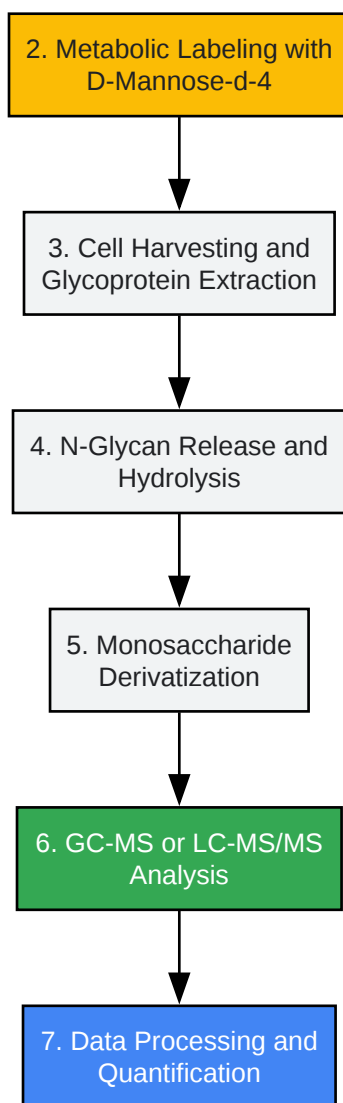 2. Metabolic Labeling with
D-Mannose-d-4
3. Cell Harvesting and
Glycoprotein Extraction
4. N-Glycan Release and
Hydrolysis
5. Monosaccharide
Derivatization
6. GC-MS or LC-MS/MS
Analysis
7. Data Processing and
Quantification